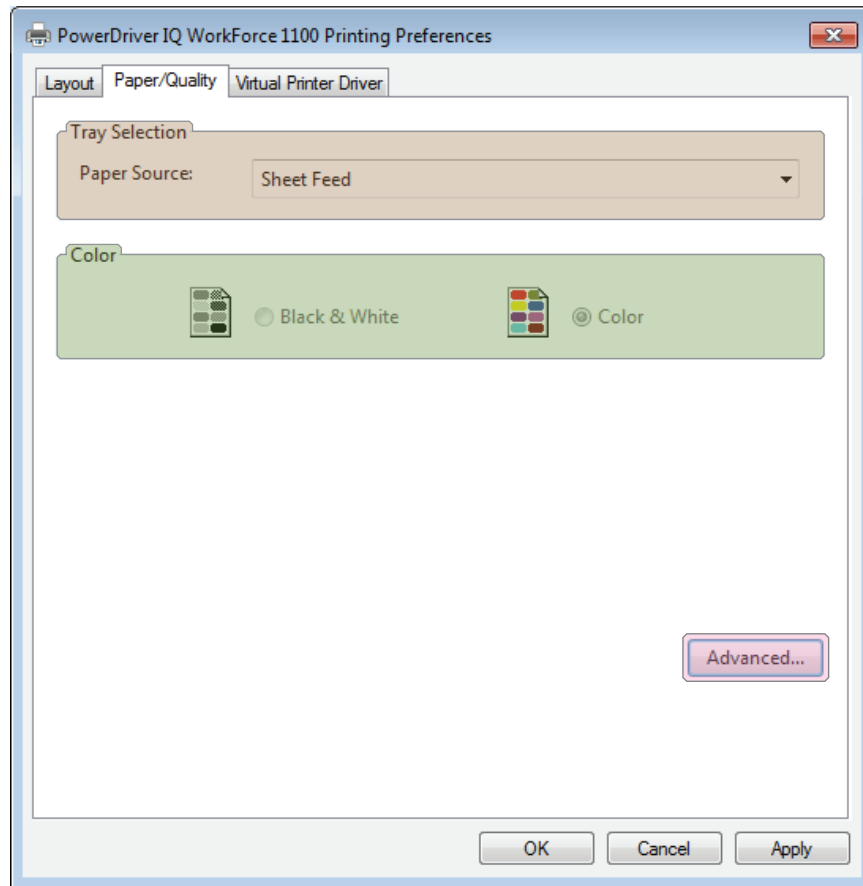 PowerDriver IQ WorkForce 1100 Printing Preferences
Layout Paper/Quality Virtual Printer Driver
Tray Selection
Paper Source: Sheet Feed
Color
Black & White Color
Advanced...
OK Cancel Apply